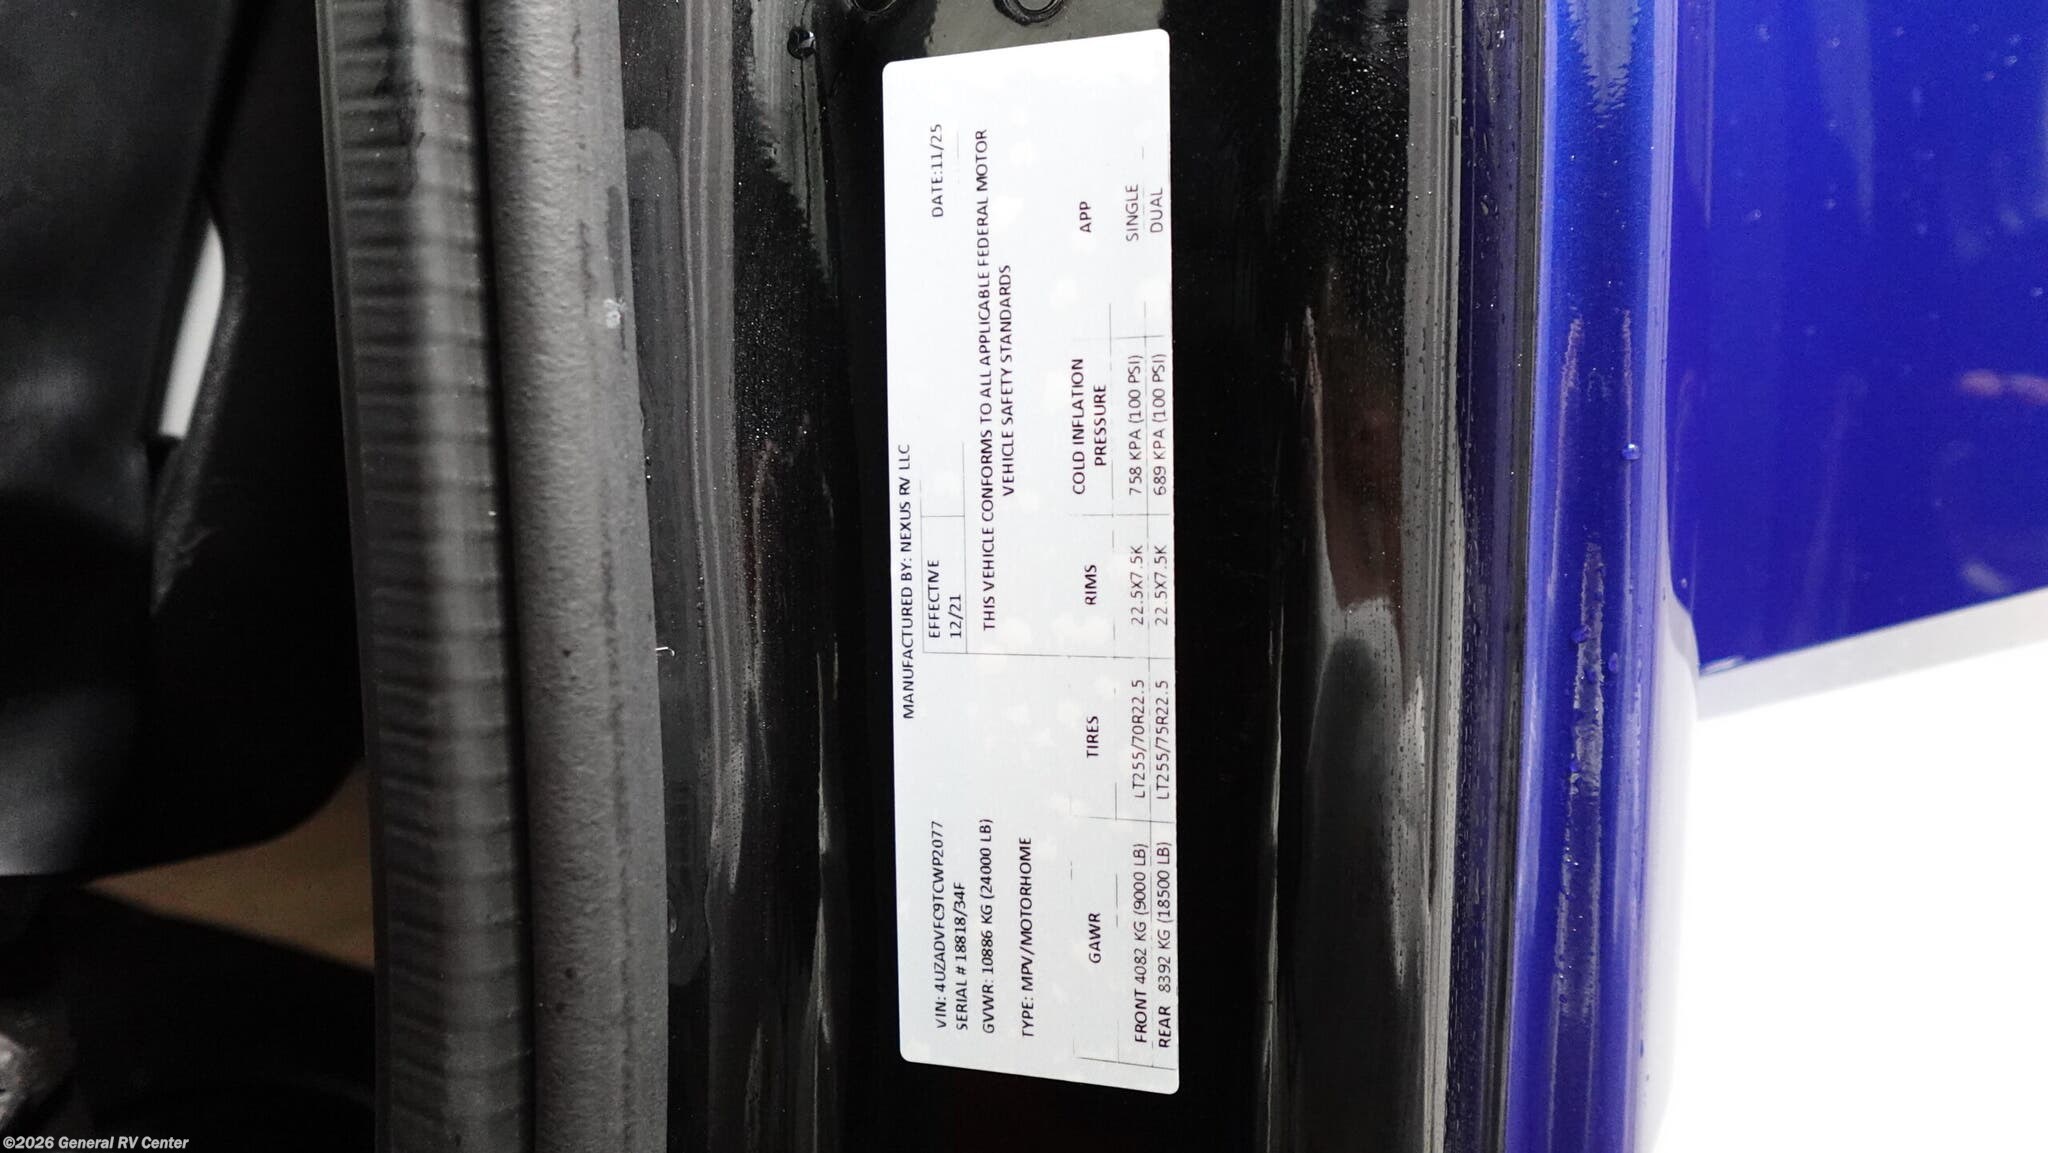 MANUFACTURED BY: NEXUS RV LLC
VIN: 4UZADVFC9TCWP2077 EFFECTIVE DATE:11/25
SERIAL # 18818/34F 12/21
GVWR: 10886 KG (24000 LB) THIS VEHICLE CONFORMS TO ALL APPLICABLE FEDERAL MOTOR
VEHICLE SAFETY STANDARDS
TYPE: MPV/MOTORHOME
GAWR TIRES RIMS COLD INFLATION PRESSURE APP
FRONT 4082 KG (9000 LB) LT255/70R22.5 22.5X7.5K 758 KPA (100 PSI) SINGLE
REAR 8392 KG (18500 LB) LT255/75R22.5 22.5X7.5K 689 KPA (100 PSI) DUAL
©2026 General RV Center